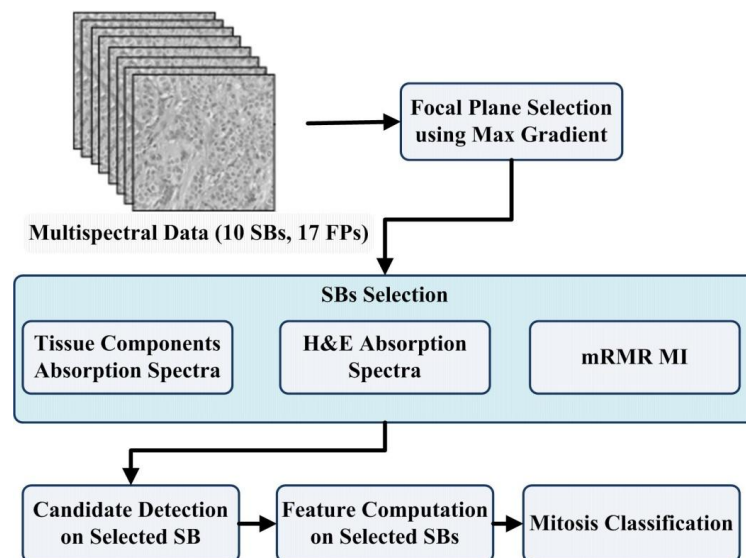 Focal Plane Selection
using Max Gradient
Multispectral Data (10 SBs, 17 FPs)
SBs Selection
Tissue Components
Absorption Spectra
H&E Absorption
Spectra
mRMR MI
Candidate Detection
on Selected SB
Feature Computation
on Selected SBs
Mitosis Classification